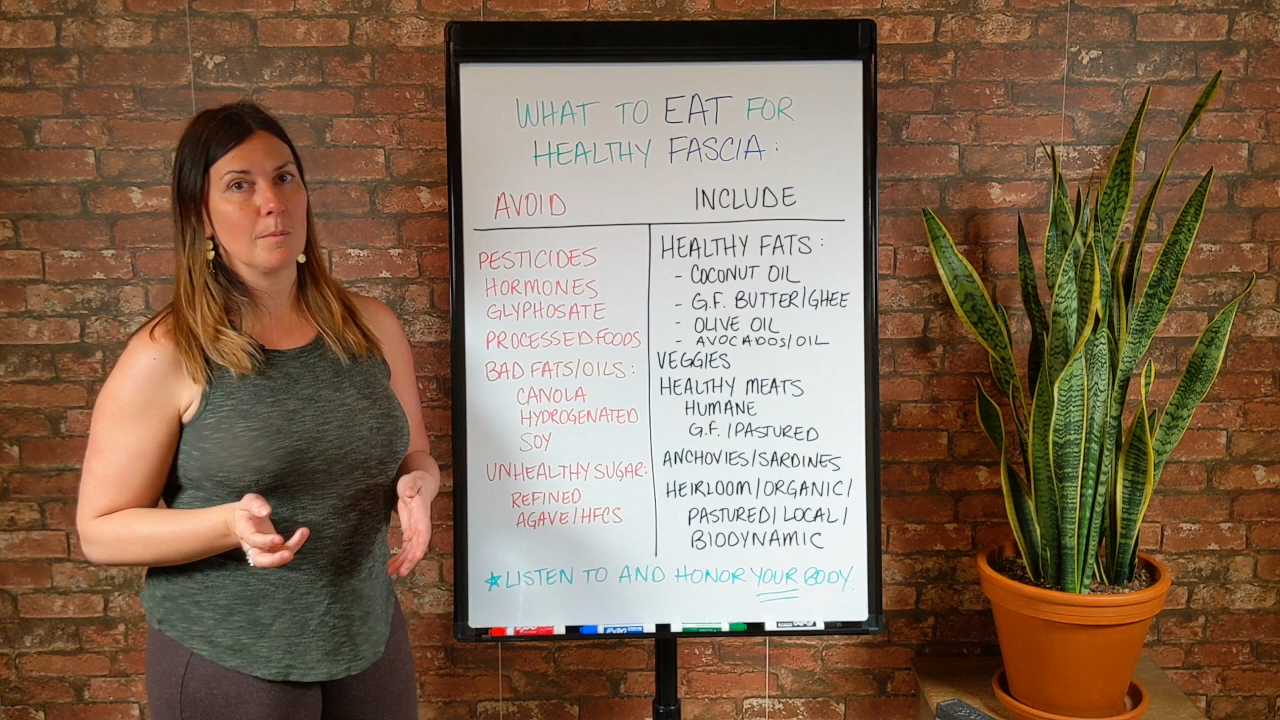 WHAT TO EAT FOR
HEALTHY FASCIA:
AVOID
PESTICIDES
HORMONES
GLYPHOSATE
PROCESSED FOODS
BAD FATS/OILS:
CANOLA
HYDROGENATED
SOY
UNHEALTHY SUGAR:
REFINED
AGAVE/HFCS
INCLUDE
HEALTHY FATS:
- COCONUT OIL
- G.F. BUTTER/GHEE
- OLIVE OIL
- AVOCADOS/OIL
VEGGIES
HEALTHY MEATS
HUMANE
G.F. /PASTURED
ANCHOVIES/SARDINES
HEIRLOOM/ORGANIC/
PASTURED/LOCAL/
BIODYNAMIC
★LISTEN TO AND HONOR YOUR BODY.
EXPO